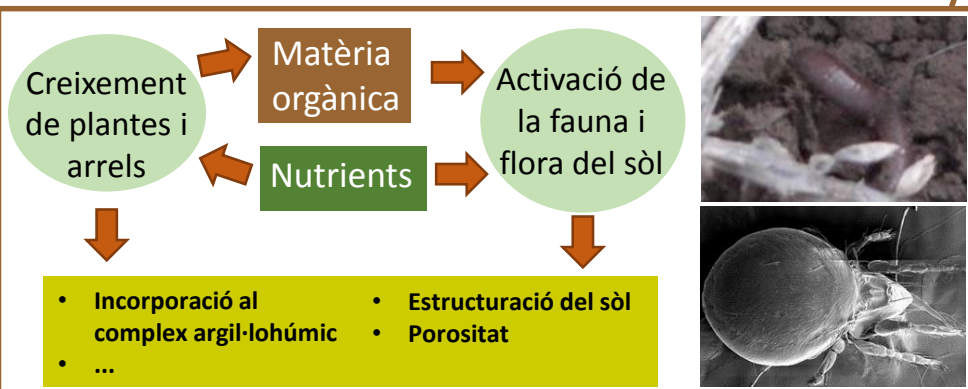 Creixement
de plantes i
arrels
Matèria
orgànica
Nutrients
Activació de
la fauna i
flora del sòl
• Incorporació al
complex argil·lohúmic
• ...
• Estructuració del sòl
• Porositat